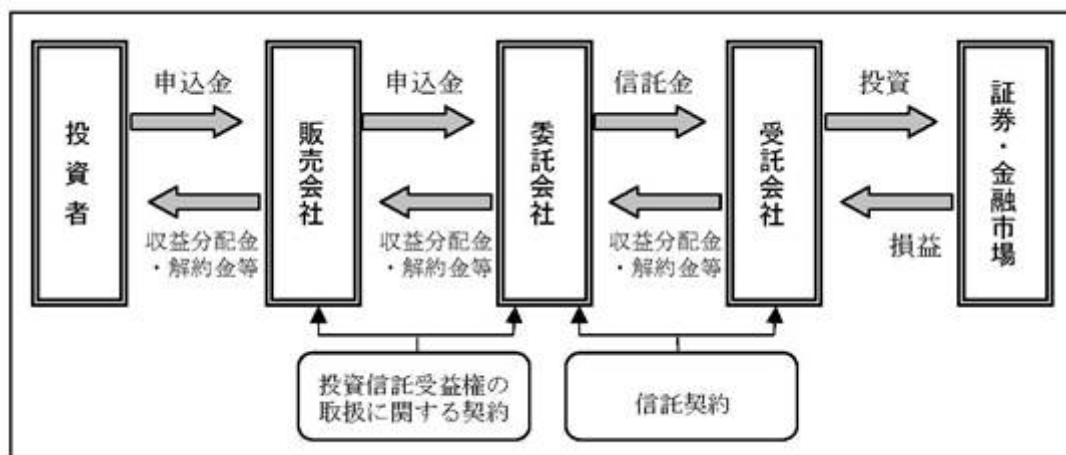 投資者
申込金
収益分配金
・解約金等
販売会社
申込金
収益分配金
・解約金等
委託会社
信託金
収益分配金
・解約金等
受託会社
投資
損益
証券・金融市場
投資信託受益権の
取扱に関する契約
信託契約